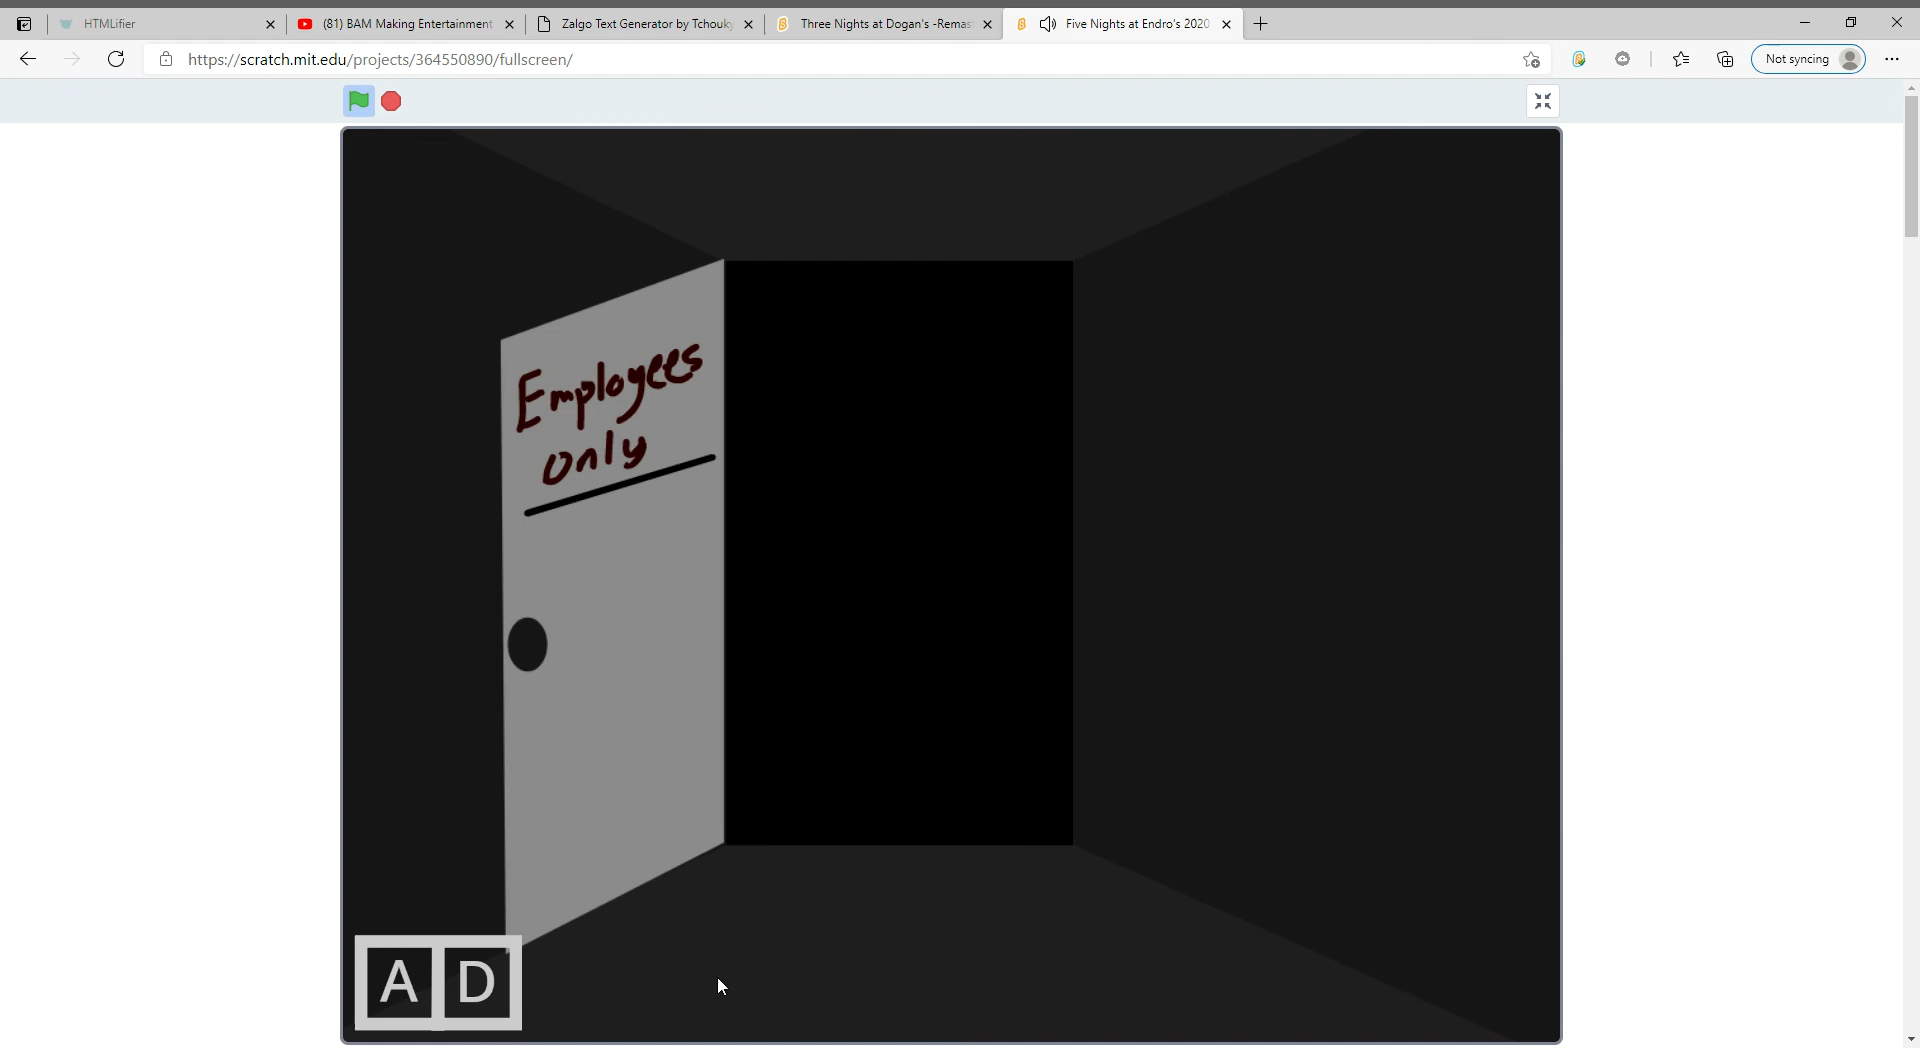 HTMLifier
(81) BAM Making Entertainment
Zalgo Text Generator by Tchouky
Three Nights at Dogan's -Remas
Five Nights at Endro's 2020
https://scratch.mit.edu/projects/364550890/fullscreen/
Not syncing
Employees
only
A D